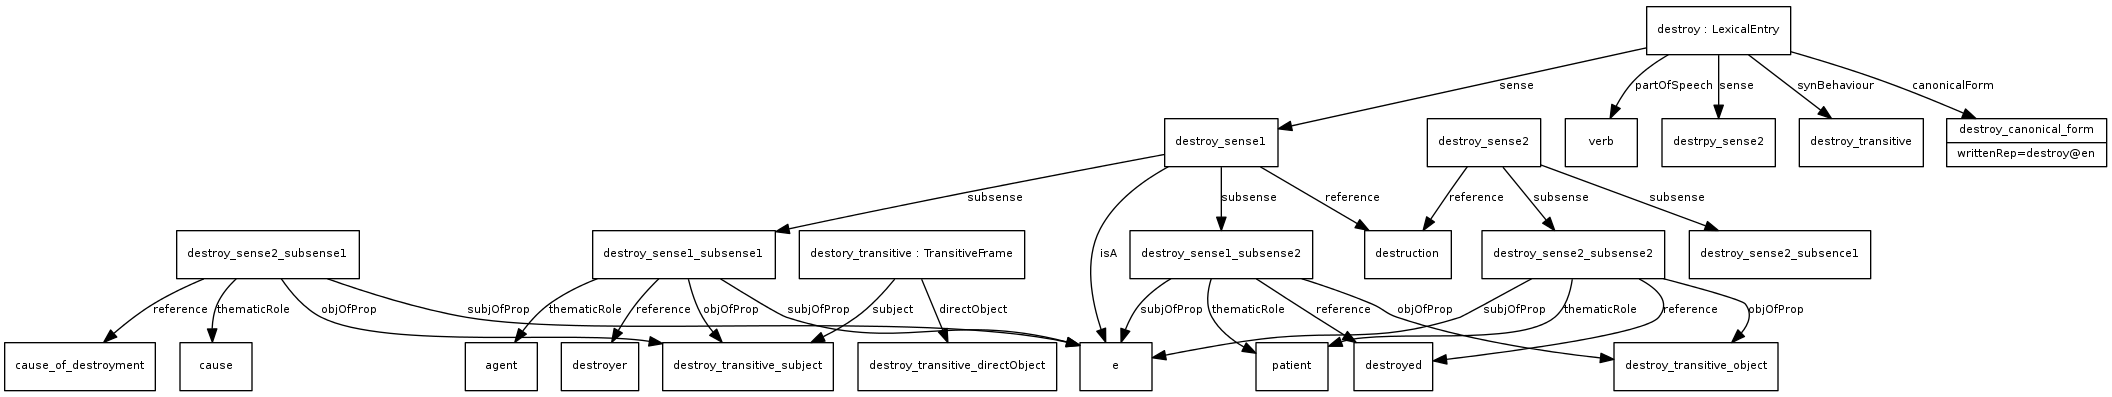 destroy : LexicalEntry
sense
partOfSpeech
sense
synBehaviour
canonicalForm
destroy_sense1
destroy_sense2
verb
destrpy_sense2
destroy_transitive
destroy_canonical_form
writtenRep=destroy@en
subsense
isA
subsense
reference
reference
subsense
subsense
destroy_sense2_subsense1
destroy_sense1_subsense1
destory_transitive : TransitiveFrame
destroy_sense1_subsense2
destruction
destroy_sense2_subsense2
destroy_sense2_subsence1
reference
thematicRole
objOfProp
subjOfProp
thematicRole
reference
objOfProp
subjOfProp
subject
directObject
subjOfProp
thematicRole
reference
objOfProp
subjOfProp
thematicRole
reference
objOfProp
cause_of_destroyment
cause
agent
destroyer
destroy_transitive_subject
destroy_transitive_directObject
e
patient
destroyed
destroy_transitive_object